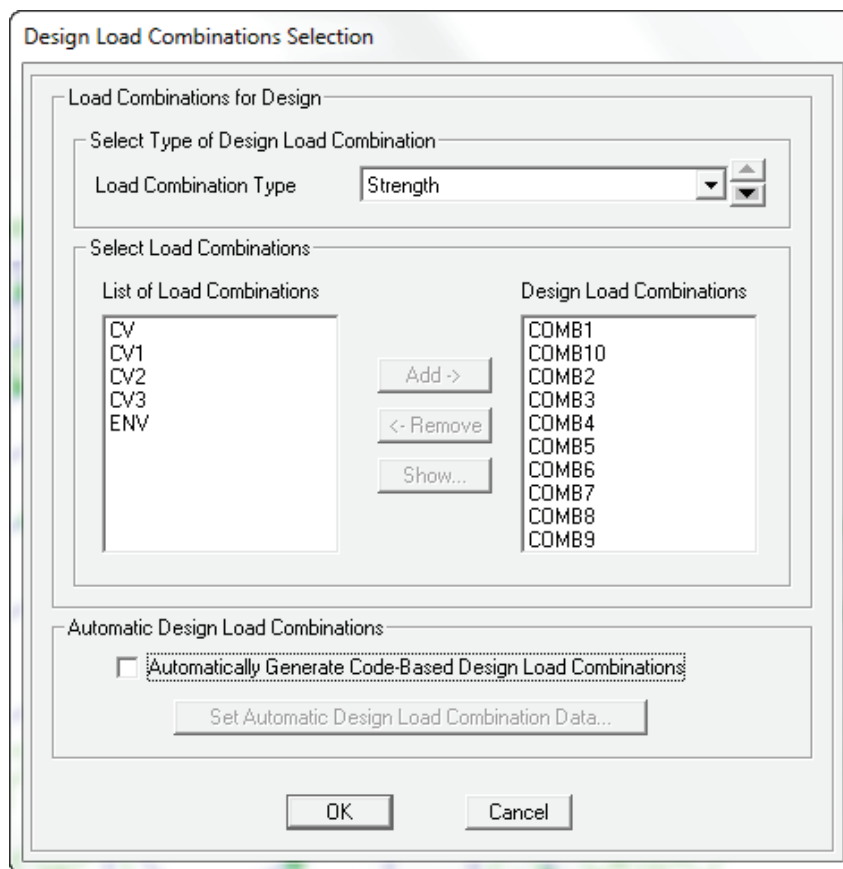 Design Load Combinations Selection
Load Combinations for Design
Select Type of Design Load Combination
Load Combination Type
Strength
Select Load Combinations
List of Load Combinations
CV
CV1
CV2
CV3
ENV
Add ->
<- Remove
Show...
Design Load Combinations
COMB1
COMB10
COMB2
COMB3
COMB4
COMB5
COMB6
COMB7
COMB8
COMB9
Automatic Design Load Combinations
Automatically Generate Code-Based Design Load Combinations
Set Automatic Design Load Combination Data...
OK
Cancel